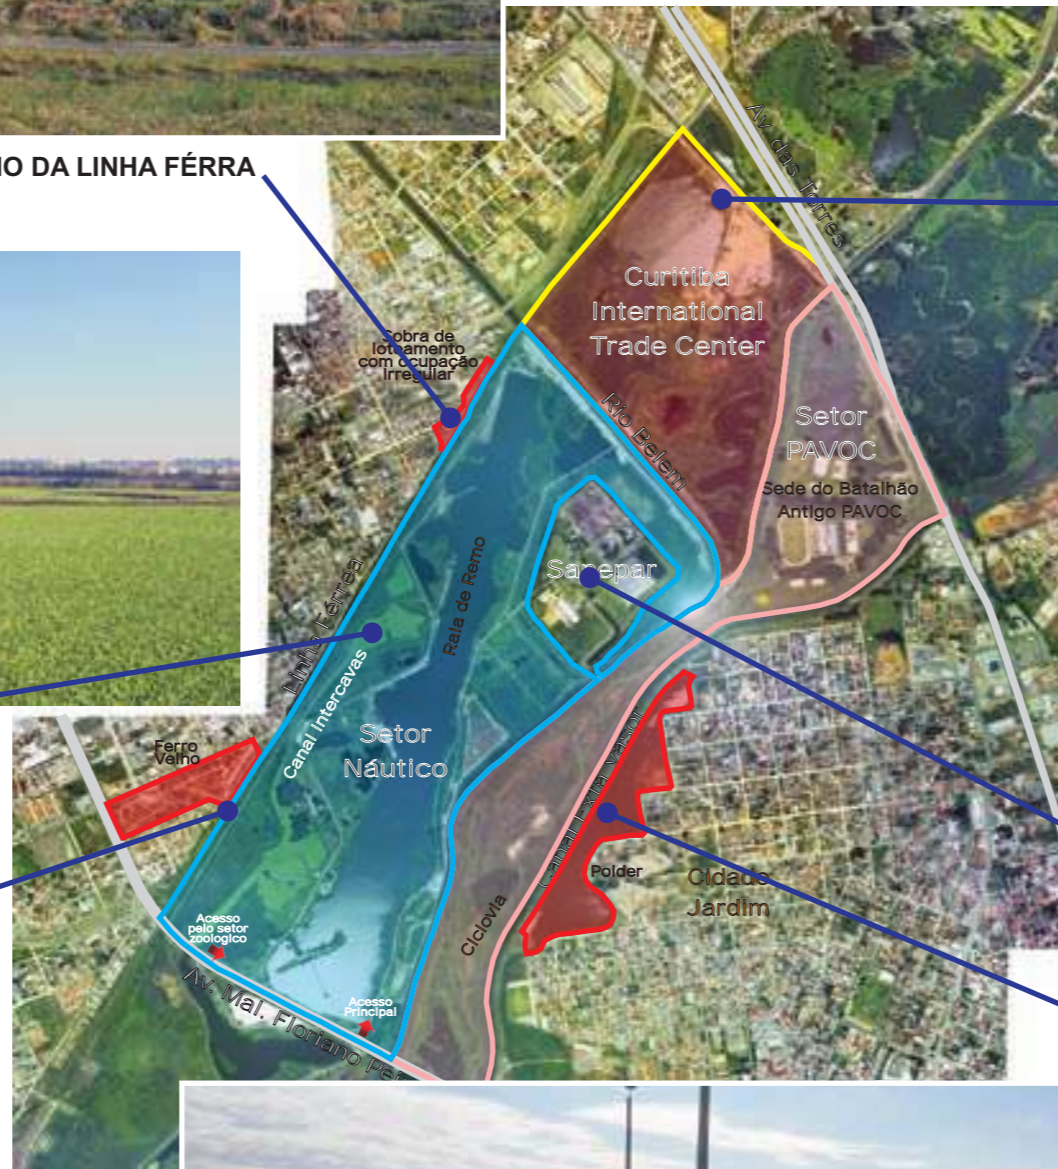 IO DA LINHA FÉRRA
Av. das Torres
Curitiba
International
Trade Center
Sobra de
loteamento
com ocupação
irregular
Rio Belem
Setor
PAVOC
Sede do Batalhão
Antigo PAVOC
Sanepar
Raia de Remo
Linha Férrea
Canal Intercavas
Setor
Náutico
Ferro
Velho
Canal Extravasor
Polder
Cidade
Jardim
Ciclovia
Acesso
pelo setor
zoologico
Acesso
Principal
Av. Mal. Floriano Pei